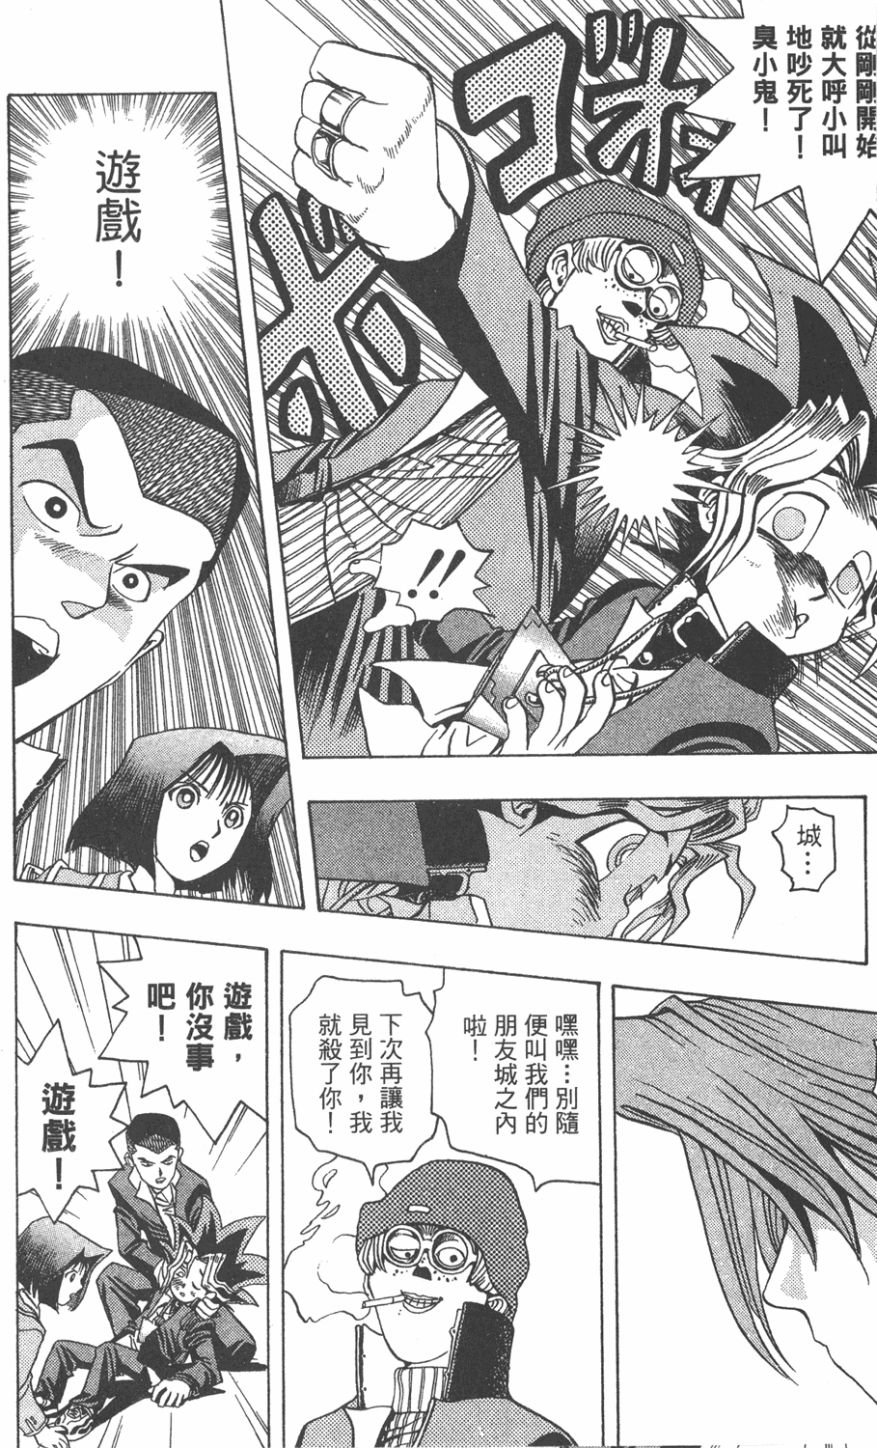 從剛剛開始
就大呼小叫
地吵死了！
臭小鬼！
ゴオオ
ボ
!!
遊戲！
城…
嘿嘿…別隨
便叫我們的
朋友城之內
啦！
下次再讓我
見到你，我
就殺了你！
遊戲，
你沒事
吧！
遊戲！